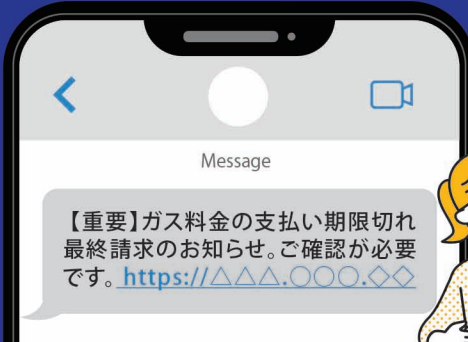 Message
【重要】ガス料金の支払い期限切れ
最終請求のお知らせ。ご確認が必要
です。https://△△△.○○○.◇◇